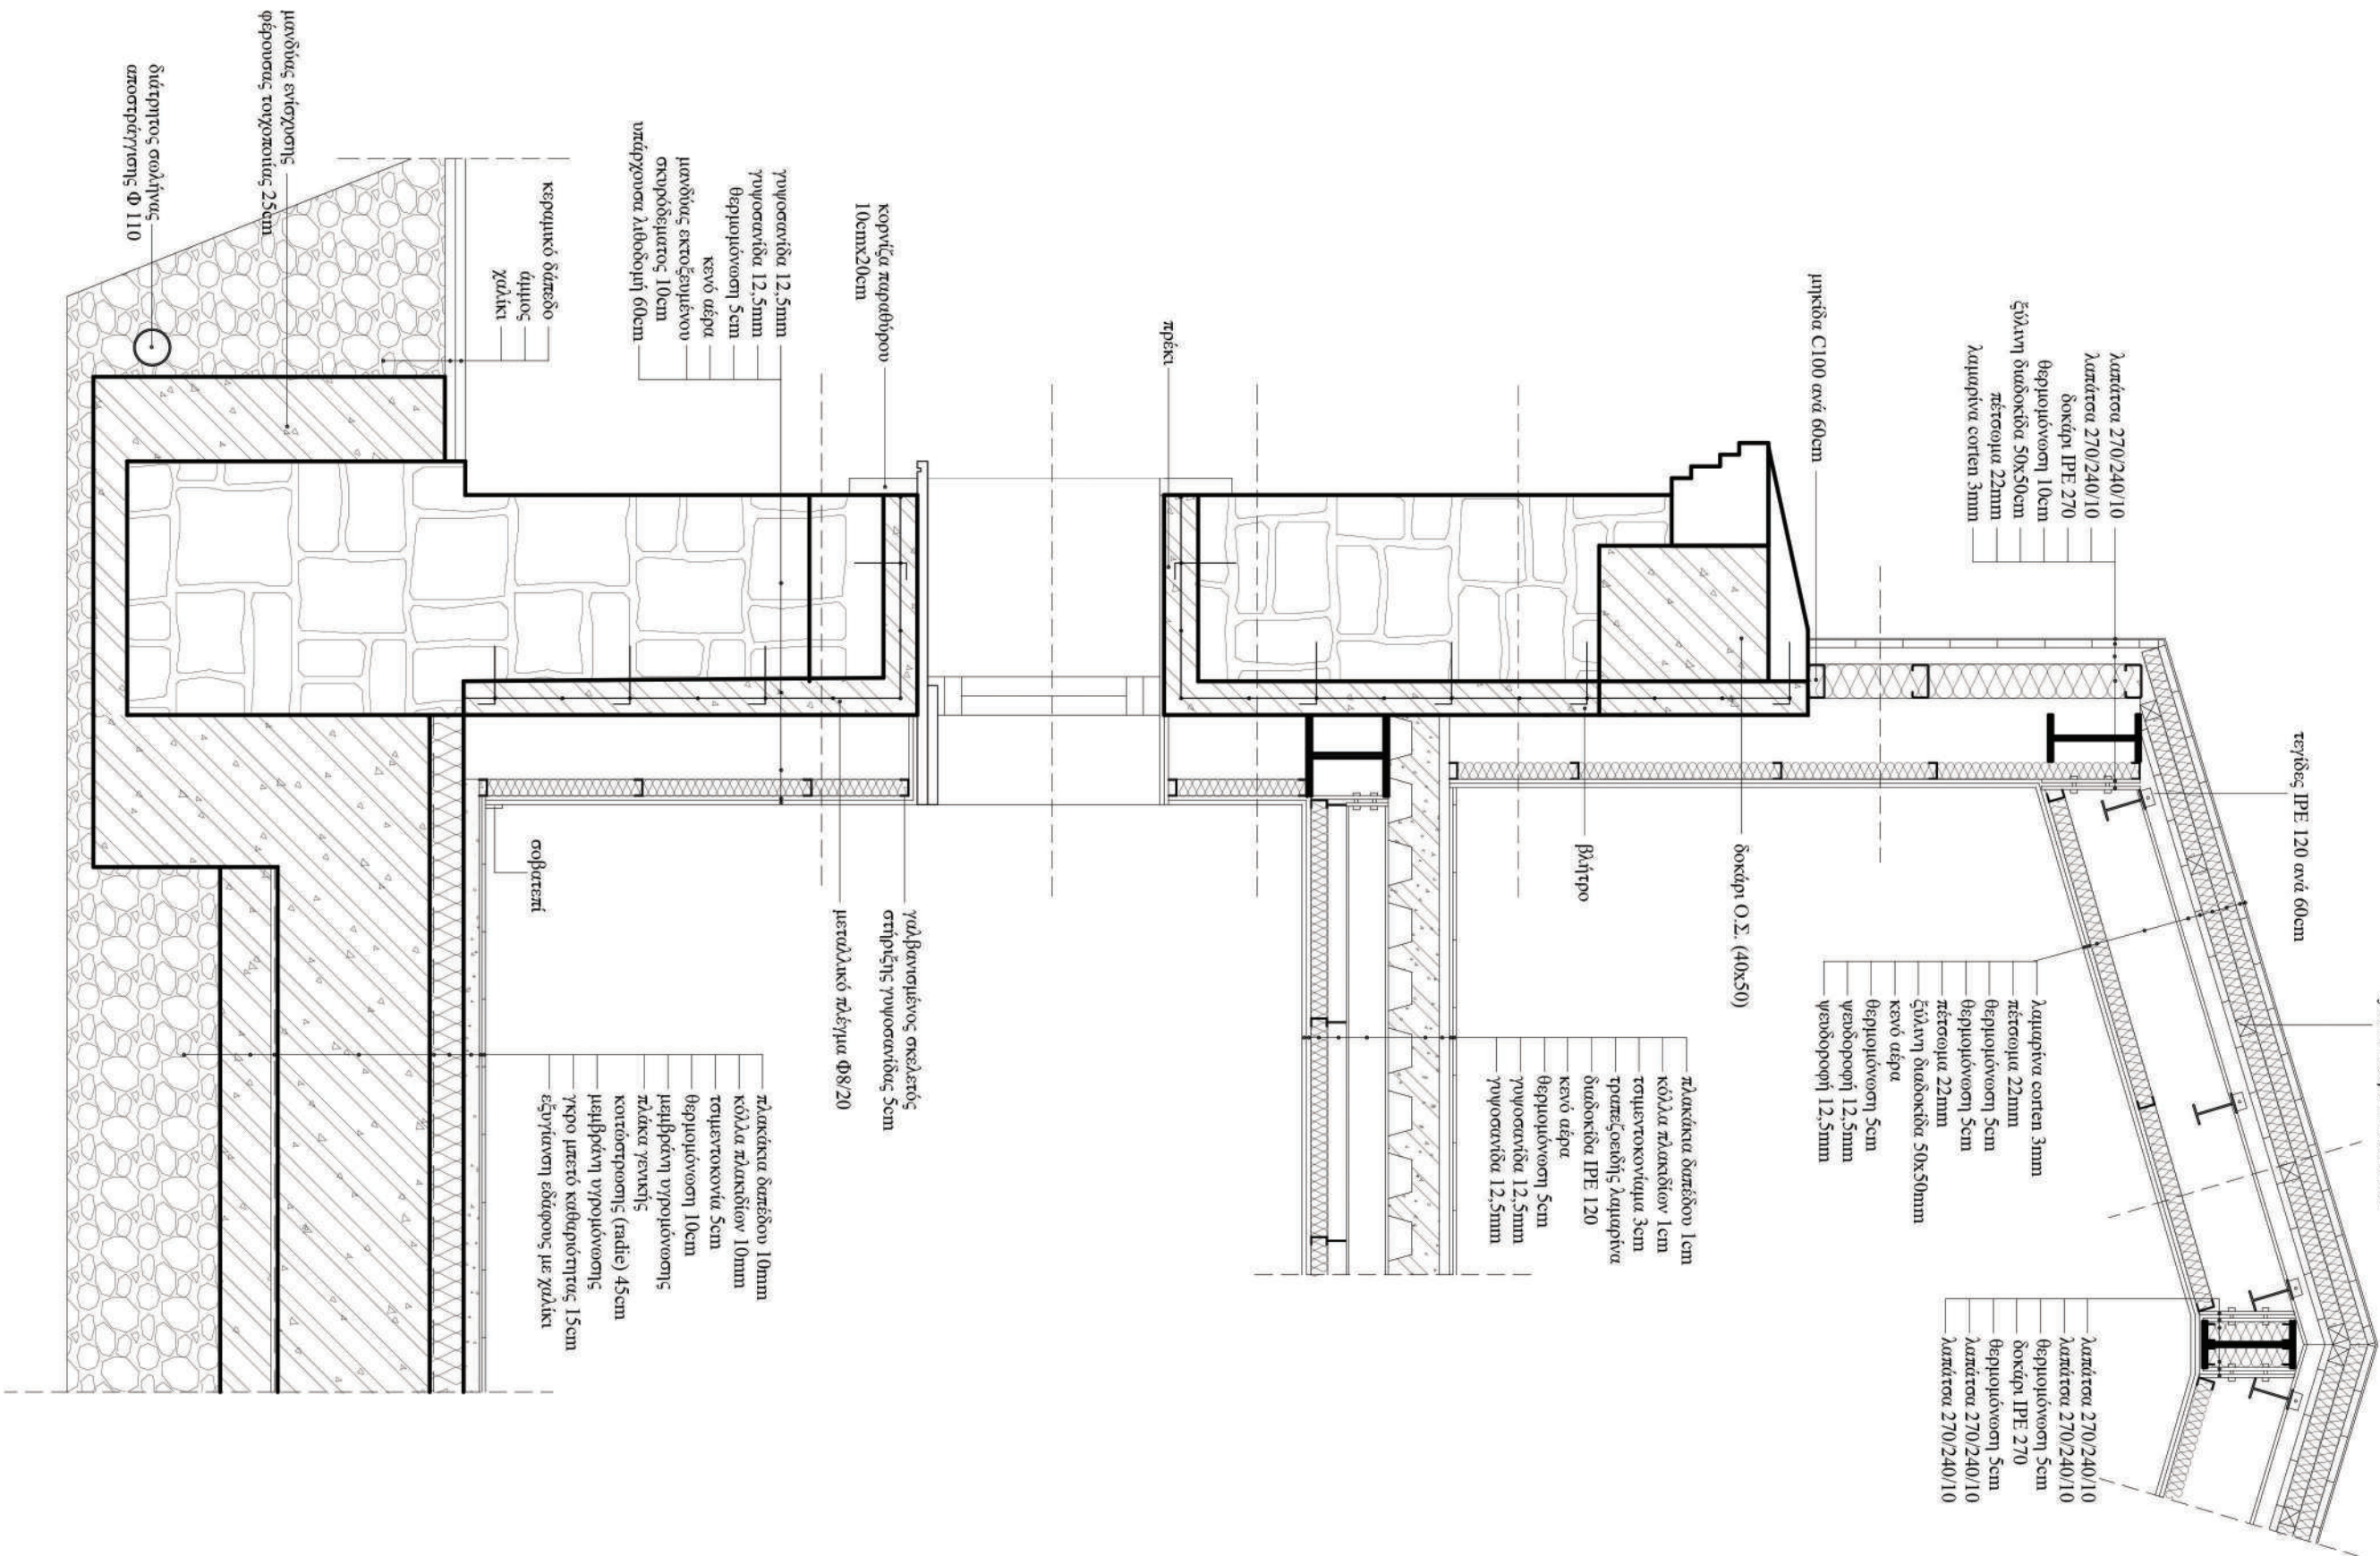 τεγίδες IPE 120 ανά 60cm
λαπάτσα 270/240/10
λαπάτσα 270/240/10
δοκάρι IPE 270
θερμομόνωση 10cm
ξύλινη διαδοκίδα 50x50cm
πέτσωμα 22mm
λαμαρίνα corten 3mm
λαπάτσα 270/240/10
λαπάτσα 270/240/10
θερμομόνωση 5cm
δοκάρι IPE 270
θερμομόνωση 5cm
λαπάτσα 270/240/10
λαπάτσα 270/240/10
λαμαρίνα corten 3mm
πέτσωμα 22mm
θερμομόνωση 5cm
θερμομόνωση 5cm
πέτσωμα 22mm
ξύλινη διαδοκίδα 50x50mm
κενό αέρα
θερμομόνωση 5cm
ψευδοροφή 12,5mm
ψευδοροφή 12,5mm
μηκίδα C100 ανά 60cm
δοκάρι Ο.Σ. (40x50)
βλήτρο
πλακάκια δαπέδου 1cm
κόλλα πλακιδίων 1cm
τσιμεντοκονίαμα 3cm
τραπεζοειδής λαμαρίνα
διαδοκίδα IPE 120
κενό αέρα
θερμομόνωση 5cm
γυψοσανίδα 12,5mm
γυψοσανίδα 12,5mm
πρέκι
κορνίζα παραθύρου
10cmx20cm
γαλβανισμένος σκελετός
στήριξης γυψοσανίδας 5cm
μεταλλικό πλέγμα Φ8/20
γυψοσανίδα 12,5mm
γυψοσανίδα 12,5mm
θερμομόνωση 5cm
κενό αέρα
μανδύας εκτοξευμένου
σκυρόδεματος 10cm
υπάρχουσα λιθοδομή 60cm
πλακάκια δαπέδου 10mm
κόλλα πλακιδίων 10mm
τσιμεντοκονία 5cm
θερμομόνωση 10cm
μεμβράνη υγρομόνωσης
πλάκα γενικής
κοιτόστρωσης (radie) 45cm
μεμβράνη υγρομόνωσης
γκρο μπετό καθαριότητας 15cm
εξυγίανση εδάφους με χαλίκι
κεραμικό δάπεδο
άμμος
χαλίκι
σοβατεπί
μανδύας ενίσχυσης
φέρουσας τοιχοποιίας 25cm
διάτρητος σωλήνας
αποστράγγισης Φ 110